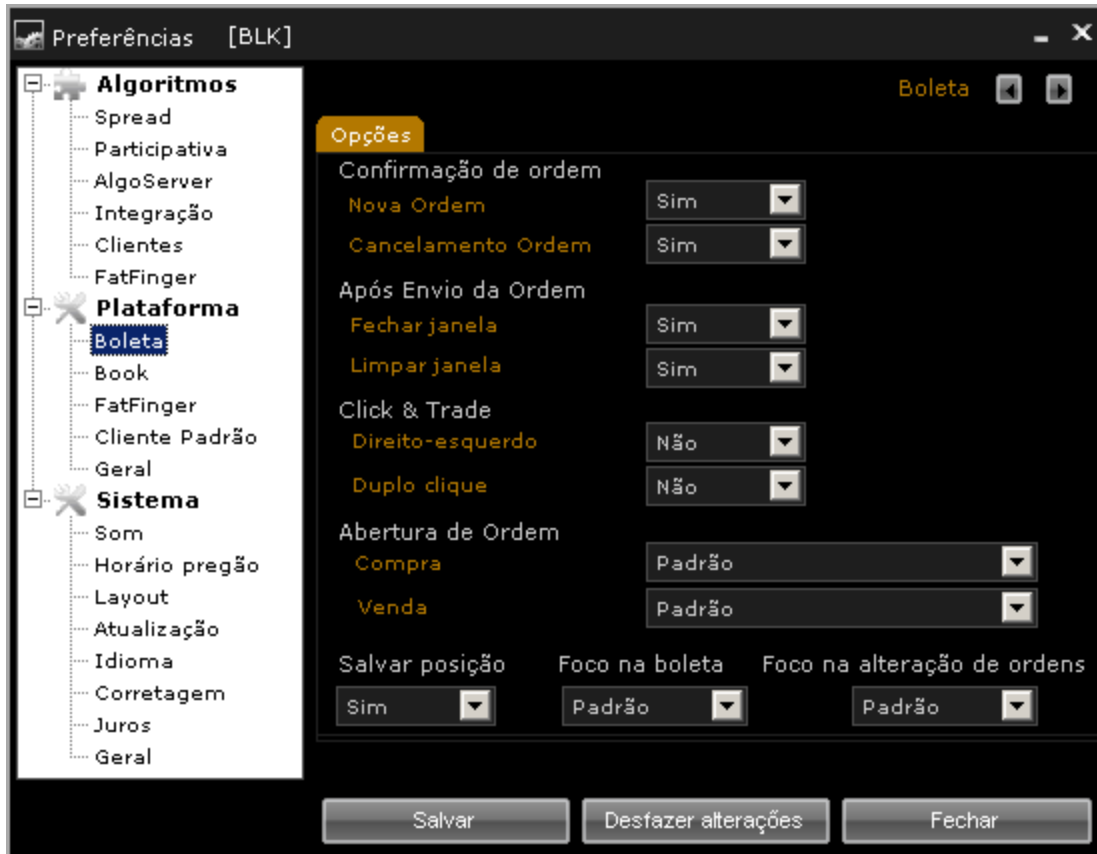 Preferências [BLK]
Algoritmos
Spread
Participativa
AlgoServer
Integração
Clientes
FatFinger
Plataforma
Boleta
Book
FatFinger
Cliente Padrão
Geral
Sistema
Som
Horário pregão
Layout
Atualização
Idioma
Corretagem
Juros
Geral
Boleta
Opções
Confirmação de ordem
Nova Ordem Sim
Cancelamento Ordem Sim
Após Envio da Ordem
Fechar janela Sim
Limpar janela Sim
Click & Trade
Direito-esquerdo Não
Duplo clique Não
Abertura de Ordem
Compra Padrão
Venda Padrão
Salvar posição Foco na boleta Foco na alteração de ordens
Sim Padrão Padrão
Salvar Desfazer alterações Fechar